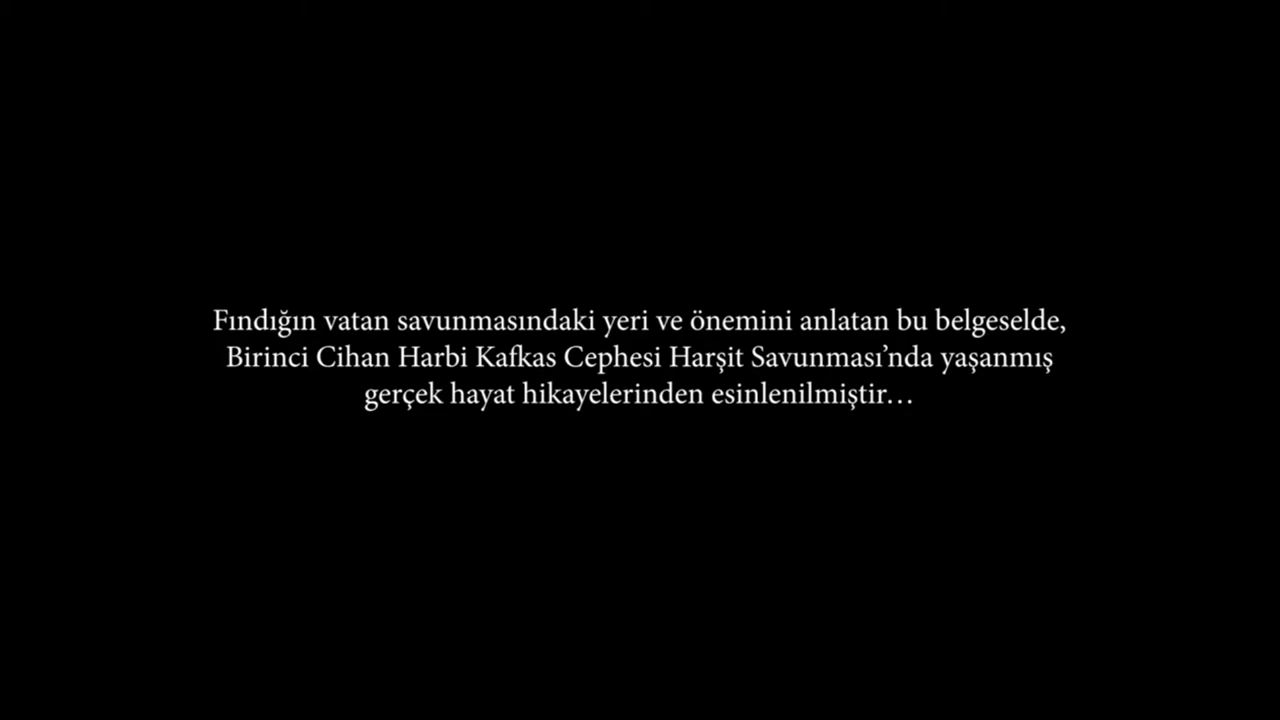 Fındığın vatan savunmasındaki yeri ve önemini anlatan bu belgeselde,
Birinci Cihan Harbi Kafkas Cephesi Harşit Savunması’nda yaşanmış
gerçek hayat hikayelerinden esinlenilmiştir…